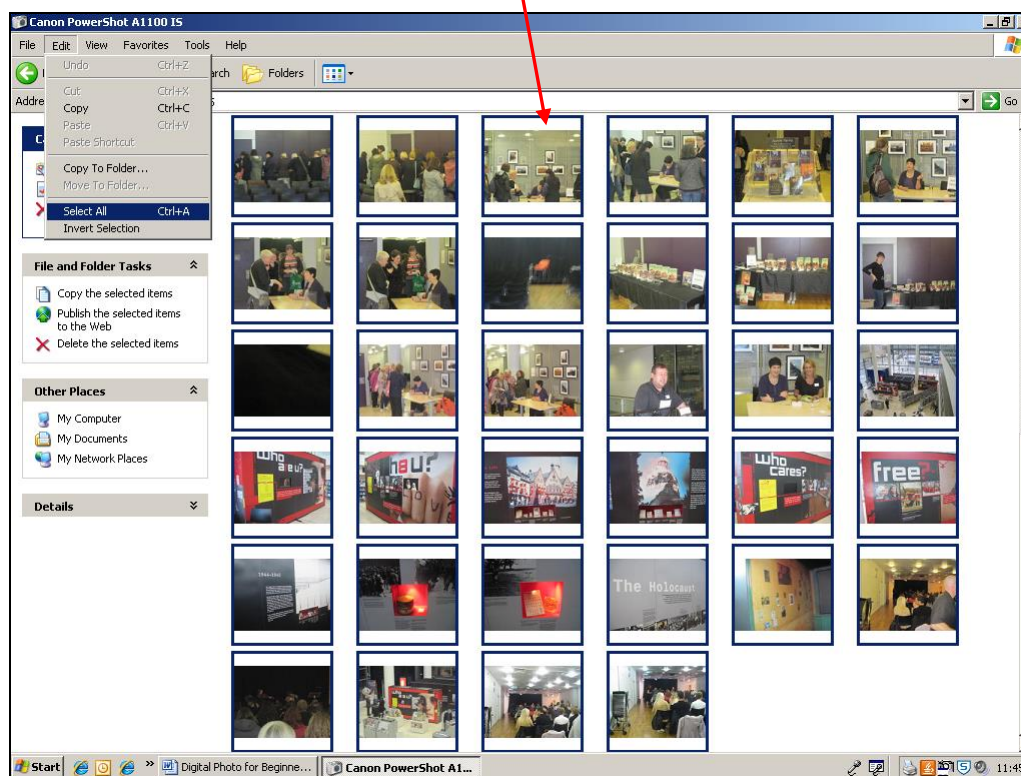 Canon PowerShot A1100 IS
File Edit View Favorites Tools Help
Undo Ctrl+Z
Folders
Cut Ctrl+X
Copy Ctrl+C
Paste Ctrl+V
Paste Shortcut
Copy To Folder...
Move To Folder...
Select All Ctrl+A
Invert Selection
Go
File and Folder Tasks
Copy the selected items
Publish the selected items
to the Web
Delete the selected items
Other Places
My Computer
My Documents
My Network Places
Details
who
are u?
h8 u?
who
cares?
free?
The Holocaust
Start Digital Photo for Beginne... Canon PowerShot A1... 11:45